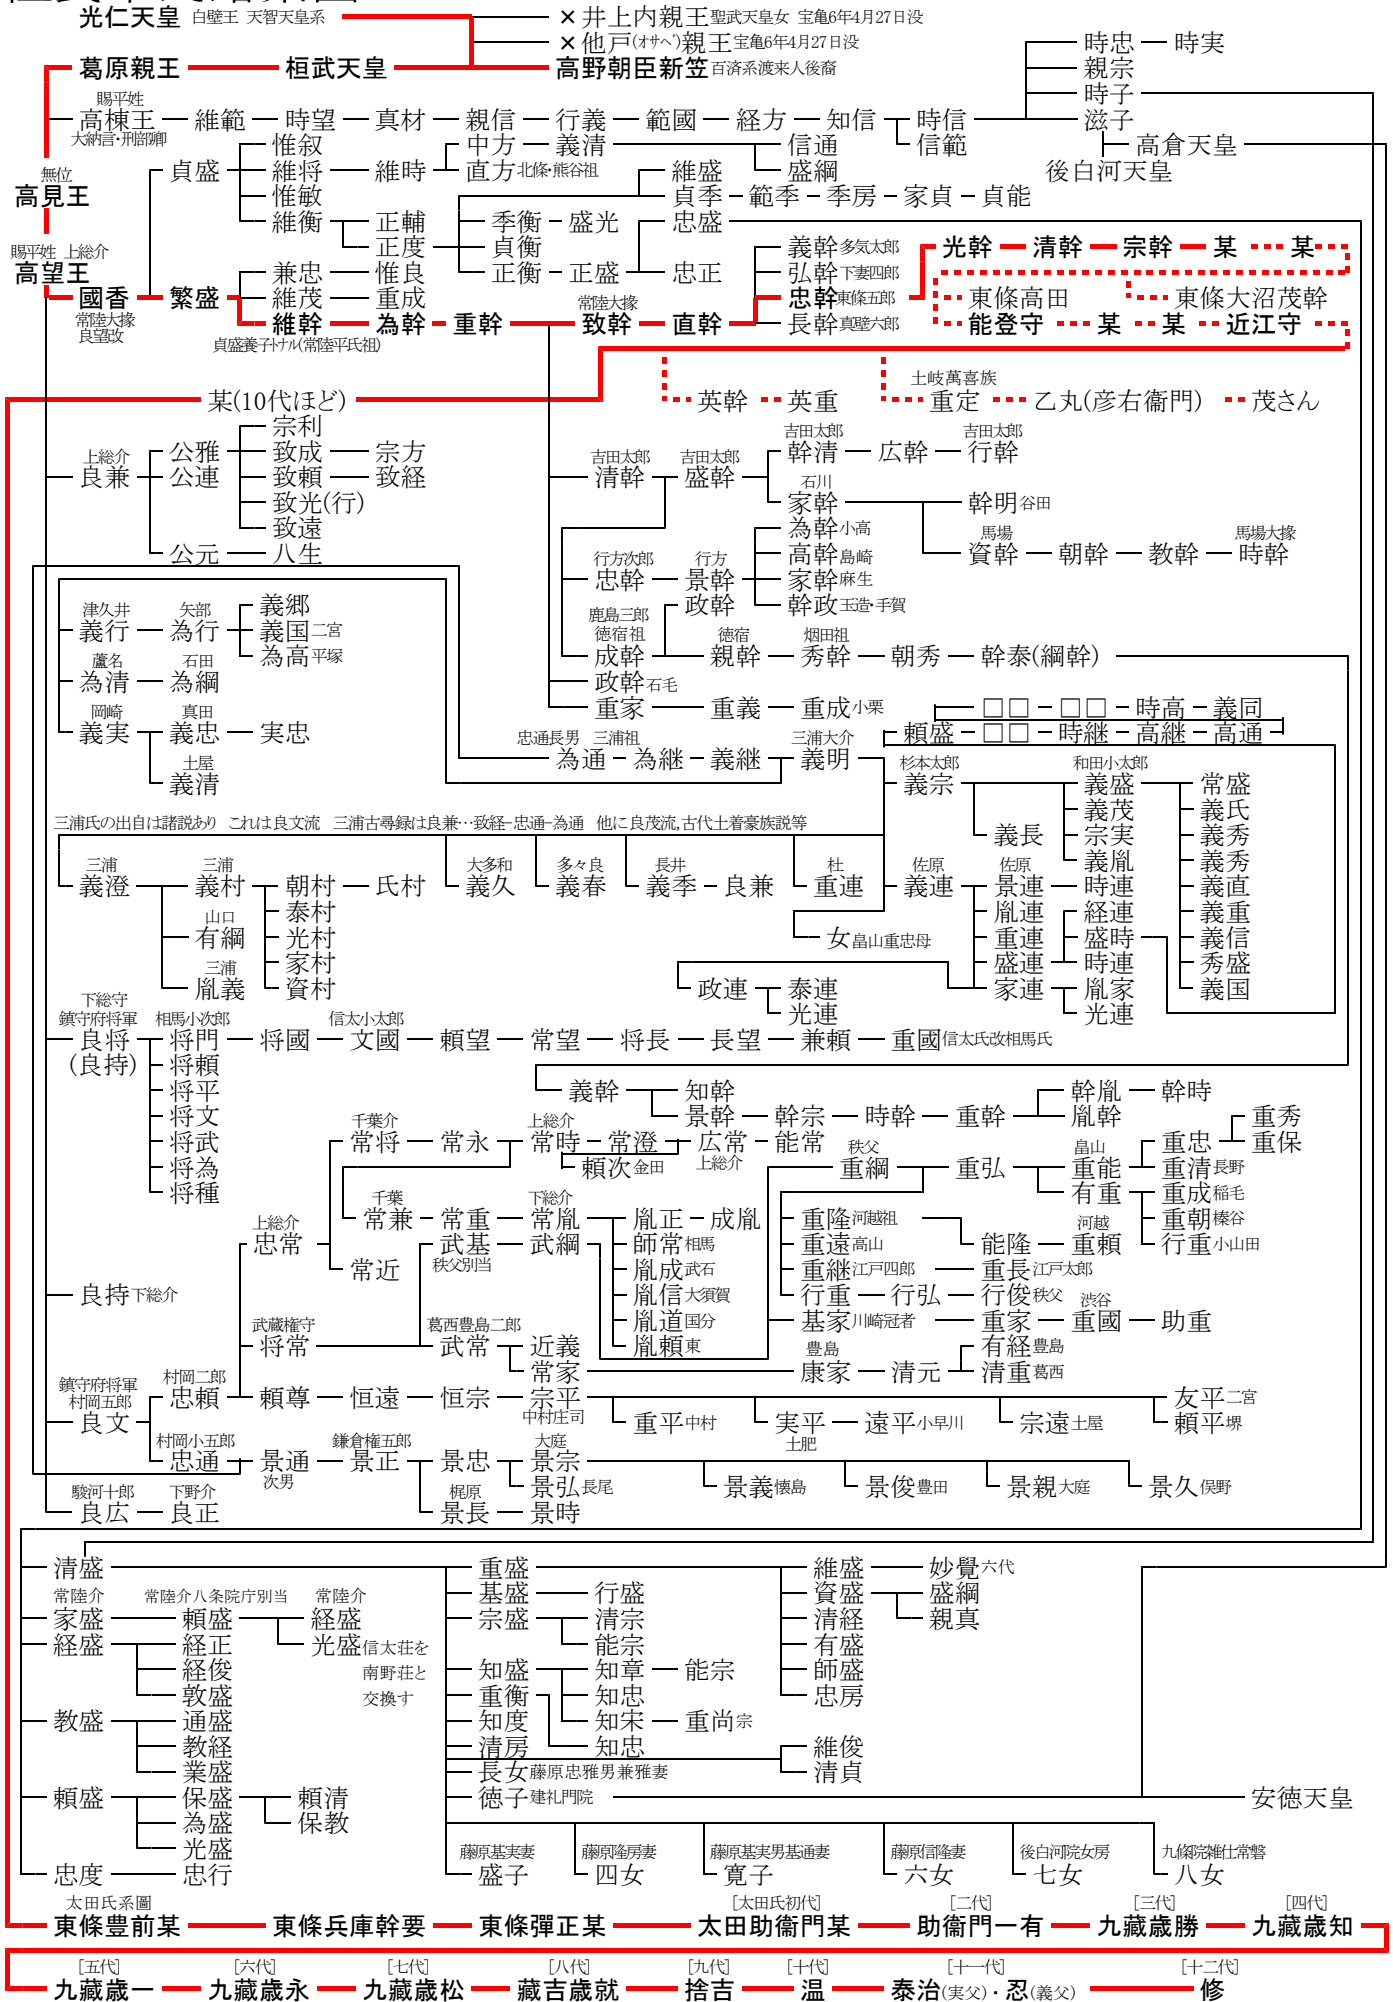 光仁天皇 白壁王 天智天皇系 ×井上内親王 聖武天皇女 宝亀6年4月27日没
×他戸(オサベ)親王 宝亀6年4月27日没 時忠 時実
葛原親王 桓武天皇 高野朝臣新笠 百済系渡来人後裔 親宗
賜平姓 時子
高棟王 維範 時望 真材 親信 行義 範國 経方 知信 時信 滋子
大納言・刑部卿 惟叙 中方 義清 信通 信範 高倉天皇
貞盛 維将 維時 直方 北條・熊谷祖 維盛 盛綱 後白河天皇
無位 惟敏 貞季 範季 季房 家貞 貞能
高見王 維衡 正輔 季衡 盛光 忠盛
賜平姓 上総介 正度 貞衡 義幹 多気太郎 光幹 清幹 宗幹 某 某
高望王 兼忠 惟良 正衡 正盛 忠正 弘幹 下妻四郎
國香 繁盛 維茂 重成 常陸大掾 忠幹 東條五郎 東條高田 東條大沼茂幹
常陸大掾 維幹 為幹 重幹 致幹 直幹 長幹 真壁六郎 能登守 某 某 近江守
良望改 貞盛養子トナル(常陸平氏祖)
土岐萬喜族
某(10代ほど) 英幹 英重 重定 乙丸(彦右衛門) 茂さん
宗利 吉田太郎 吉田太郎
上総介 公雅 致成 宗方 吉田太郎 吉田太郎 幹清 広幹 行幹
良兼 公連 致頼 致経 清幹 盛幹 石川
致光(行) 家幹 幹明 谷田
致遠 為幹 小高 馬場 馬場大掾
公元 八生 行方次郎 行方 高幹 島崎 資幹 朝幹 教幹 時幹
忠幹 景幹 家幹 麻生
津久井 矢部 義郷 鹿島三郎 政幹 幹政 玉造・手賀
義行 為行 義国 二宮 徳宿祖 徳宿 烟田祖
蘆名 石田 為高 平塚 成幹 親幹 秀幹 朝秀 幹泰(綱幹)
為清 為綱 政幹 石毛
岡崎 真田 重家 重義 重成 小栗 □□ □□ 時高 義同
義実 義忠 実忠 忠通長男 三浦祖 三浦大介 頼盛 □□ 時継 高継 高通
土屋 為通 為継 義継 義明 杉本太郎 和田小太郎
義清 義宗 義盛 常盛
義茂 義氏
三浦氏の出自は諸説あり これは良文流 三浦古尋録は良兼…致経-忠通-為通 他に良茂流,古代土着豪族説等
義長 宗実 義秀
三浦 三浦 大多和 多々良 長井 杜 佐原 佐原 義胤 義秀
義澄 義村 朝村 氏村 義久 義春 義季 良兼 重連 義連 景連 時連 義直
山口 泰村 胤連 経連 義重
有綱 光村 女 畠山重忠母 重連 盛時 義信
三浦 家村 盛連 時連 秀盛
胤義 資村 政連 泰連 家連 胤家 義国
下総守 光連 光連
鎮守府将軍 相馬小次郎 信太小太郎
良将 将門 将國 文國 頼望 常望 将長 長望 兼頼 重國 信太氏改相馬氏
(良持) 将頼
将平 義幹 知幹 幹胤 幹時
将文 千葉介 上総介 景幹 幹宗 時幹 重幹 胤幹 重秀
将武 常将 常永 常時 常澄 広常 能常 秩父 畠山 重忠 重保
将為 頼次 金田 上総介 重綱 重弘 重能 重清 長野
将種 千葉 下総介 有重 重成 稲毛
上総介 常兼 常重 常胤 胤正 成胤 重隆 河越祖 河越 重朝 榛谷
忠常 武基 武綱 師常 相馬 重遠 高山 能隆 重頼 行重 小山田
常近 秩父別当 胤成 武石 重継 江戸四郎 重長 江戸太郎
良持 下総介 胤信 大須賀 行重 行弘 行俊 秩父 渋谷
武蔵権守 葛西豊島二郎 胤道 国分 基家 川崎冠者 重家 重國 助重
将常 武常 近義 胤頼 東 豊島 有経 豊島
鎮守府将軍 村岡二郎 常家 康家 清元 清重 葛西
村岡五郎 忠頼 頼尊 恒遠 恒宗 宗平 友平 二宮
良文 中村庄司 重平 中村 実平 遠平 小早川 宗遠 土屋 頼平 堺
村岡小五郎 鎌倉権五郎 大庭 土肥
忠通 景通 景正 景忠 景宗
次男 景弘 長尾 景義 懐島 景俊 豊田 景親 大庭 景久 俣野
駿河十郎 下野介 梶原
良広 良正 景長 景時
清盛 重盛 維盛 妙覺 六代
常陸介 常陸介八条院庁別当 常陸介 基盛 行盛 資盛 盛綱
家盛 頼盛 経盛 宗盛 清宗 清経 親真
経盛 経正 光盛 信太荘を 能宗 有盛
経俊 南野荘と 知盛 知章 能宗 師盛
敦盛 交換す 重衡 知忠 忠房
教盛 通盛 知度 知宋 重尚 宗
教経 清房 知忠 維俊
業盛 長女 藤原忠雅男兼雅妻 清貞
頼盛 保盛 頼清 徳子 建礼門院 安徳天皇
為盛 保教
光盛 藤原基実妻 藤原隆房妻 藤原基実男基通妻 藤原信隆妻 後白河院女房 九條院雑仕常磐
忠度 忠行 盛子 四女 寛子 六女 七女 八女
太田氏系圖 [太田氏初代] [二代] [三代] [四代]
東條豊前某 東條兵庫幹要 東條彈正某 太田助衞門某 助衞門一有 九藏歳勝 九藏歳知
[五代] [六代] [七代] [八代] [九代] [十代] [十一代] [十二代]
九藏歳一 九藏歳永 九藏歳松 藏吉歳就 捨吉 温 泰治(実父)・忍(義父) 修